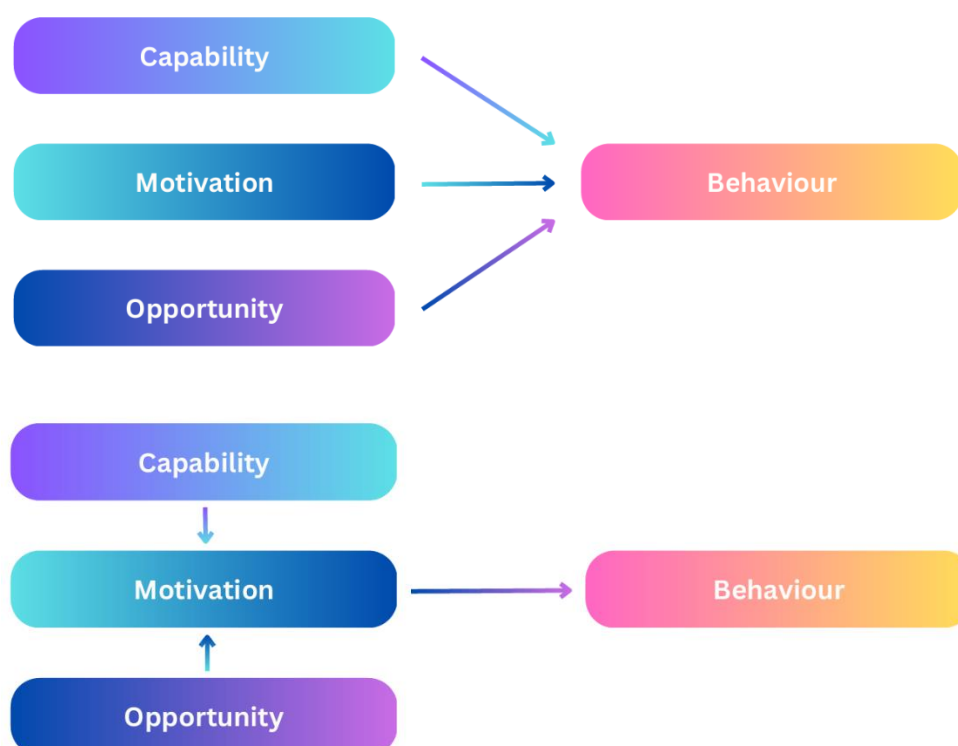 Capability
Motivation
Behaviour
Opportunity
Capability
Motivation
Behaviour
Opportunity